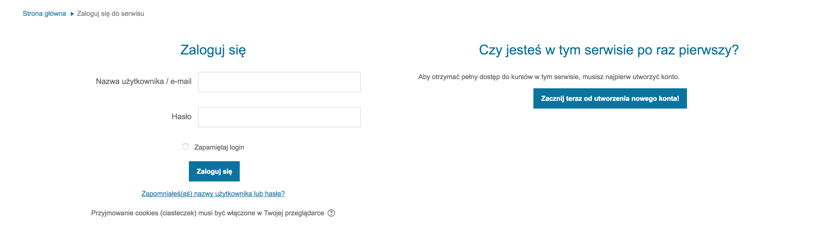 Strona główna ▸ Zaloguj się do serwisu
Zaloguj się
Nazwa użytkownika / e-mail
Hasło
Zapamiętaj login
Zaloguj się
Zapomniałeś(aś) nazwy użytkownika lub hasła?
Przyjmowanie cookies (ciasteczek) musi być włączone w Twojej przeglądarce ?
Czy jesteś w tym serwisie po raz pierwszy?
Aby otrzymać pełny dostęp do kursów w tym serwisie, musisz najpierw utworzyć konto.
Zacznij teraz od utworzenia nowego konta!